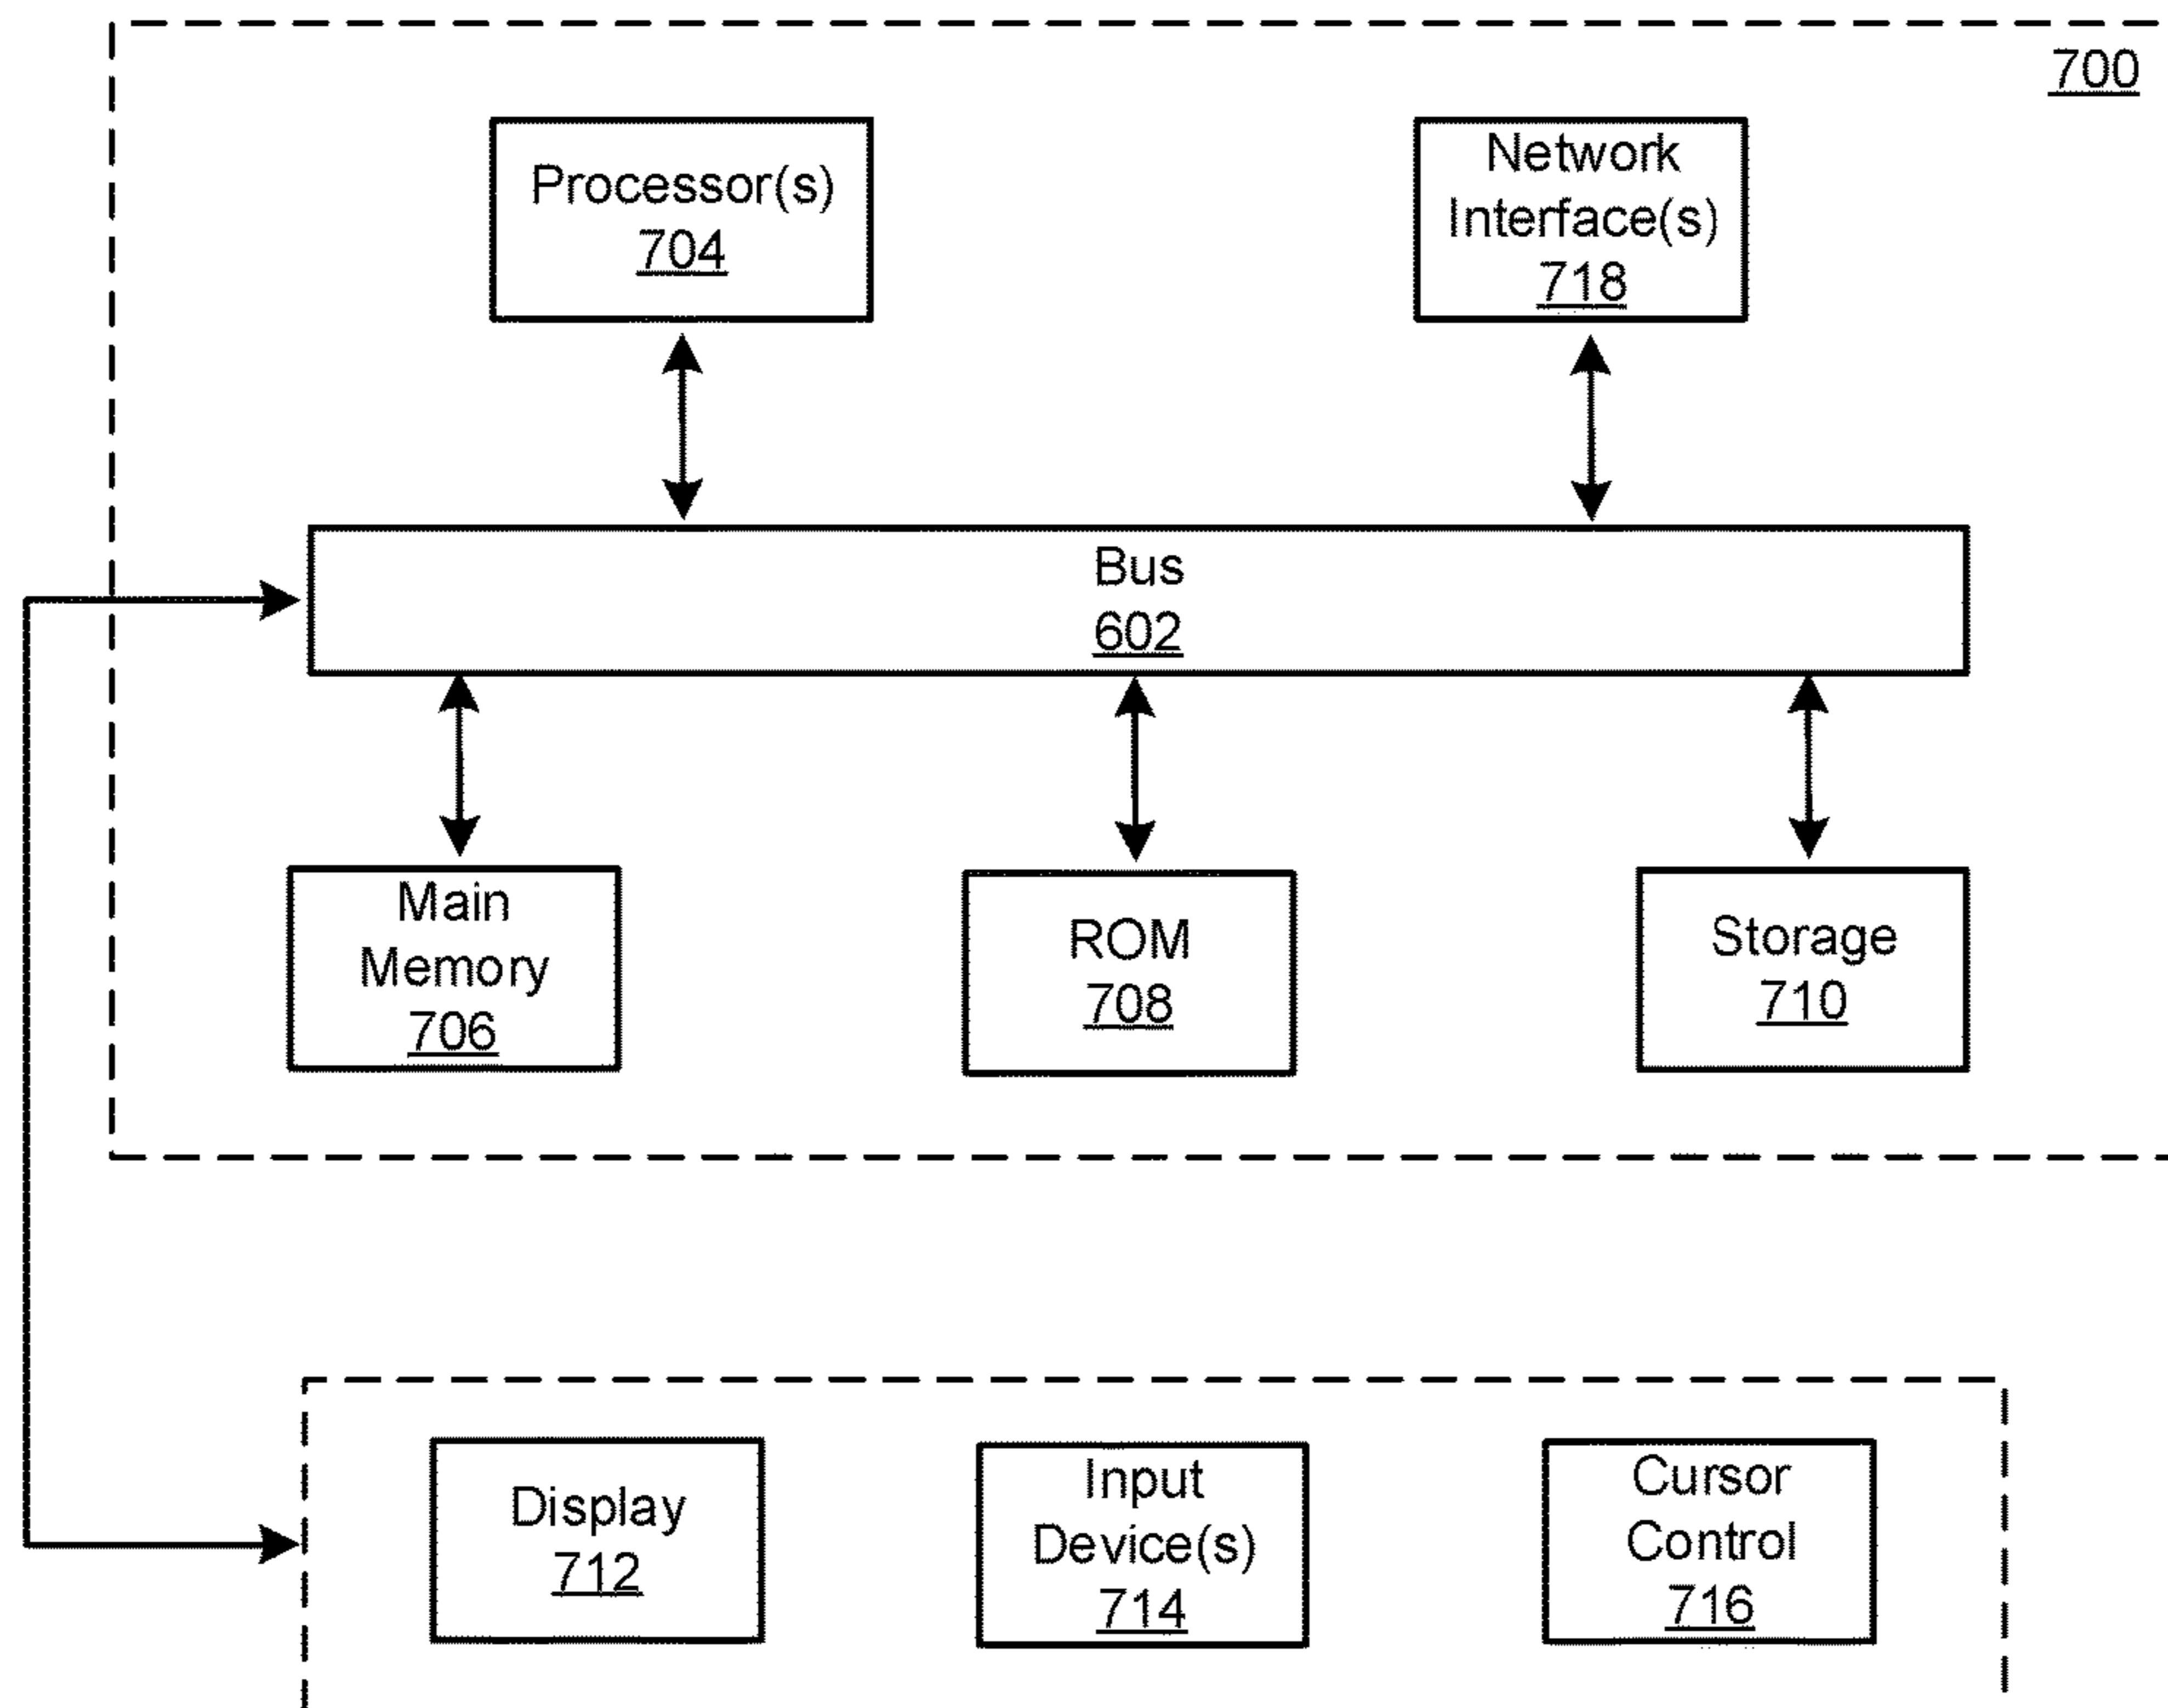 700
Processor(s)
704
Network
Interface(s)
718
Bus
602
Main
Memory
706
ROM
708
Storage
710
Display
712
Input
Device(s)
714
Cursor
Control
716